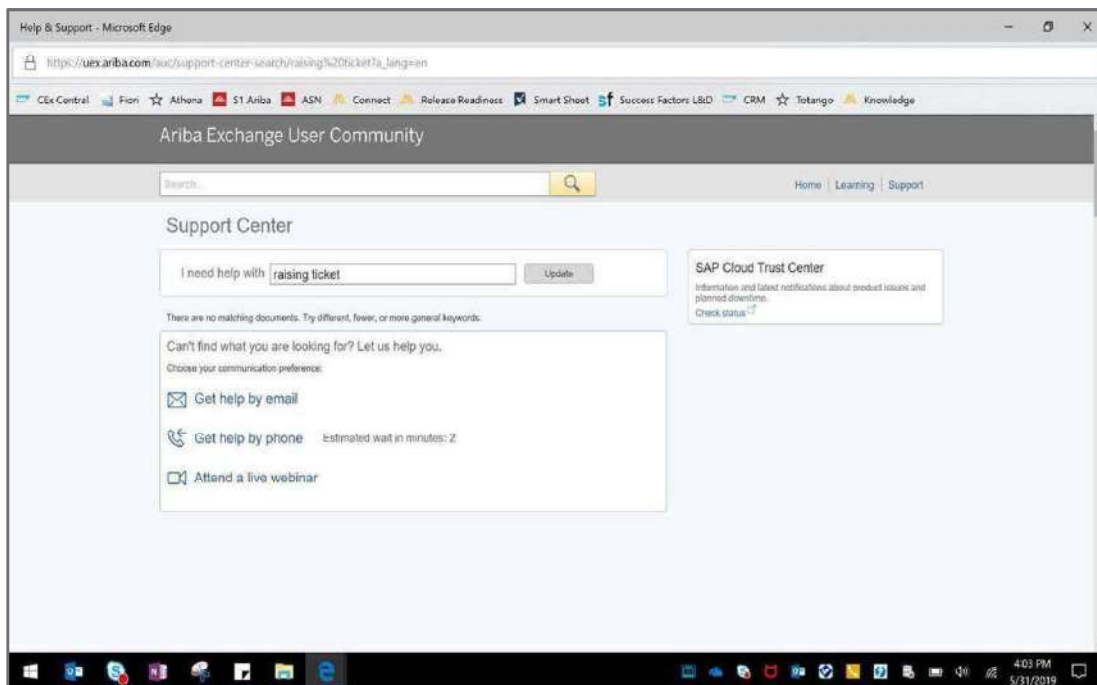 Help & Support - Microsoft Edge
https://uex.ariba.com/auc/support-center-search/raising%20ticket?a_lang=en
CEx Central Fiori Athena S1 Ariba ASN Connect Release Readiness Smart Sheet Success Factors L&D CRM Totango Knowledge
Ariba Exchange User Community
Search...
Home | Learning | Support
Support Center
I need help with raising ticket Update
There are no matching documents. Try different, fewer, or more general keywords.
Can't find what you are looking for? Let us help you.
Choose your communication preference:
Get help by email
Get help by phone Estimated wait in minutes: 2
Attend a live webinar
SAP Cloud Trust Center
Information and latest notifications about product issues and
planned downtime.
Check status
4:03 PM
5/31/2019